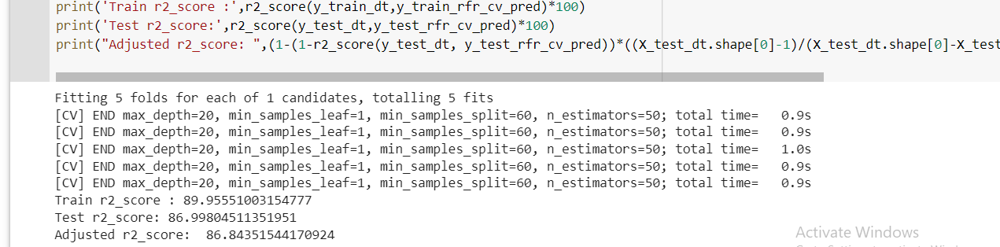 print('Train r2_score :',r2_score(y_train_dt,y_train_rfr_cv_pred)*100)
print('Test r2_score:',r2_score(y_test_dt,y_test_rfr_cv_pred)*100)
print("Adjusted r2_score: ",(1-(1-r2_score(y_test_dt, y_test_rfr_cv_pred))*((X_test_dt.shape[0]-1)/(X_test_dt.shape[0]-X_test
Fitting 5 folds for each of 1 candidates, totalling 5 fits
[CV] END max_depth=20, min_samples_leaf=1, min_samples_split=60, n_estimators=50; total time=   0.9s
[CV] END max_depth=20, min_samples_leaf=1, min_samples_split=60, n_estimators=50; total time=   0.9s
[CV] END max_depth=20, min_samples_leaf=1, min_samples_split=60, n_estimators=50; total time=   1.0s
[CV] END max_depth=20, min_samples_leaf=1, min_samples_split=60, n_estimators=50; total time=   0.9s
[CV] END max_depth=20, min_samples_leaf=1, min_samples_split=60, n_estimators=50; total time=   0.9s
Train r2_score : 89.95551003154777
Test r2_score: 86.99804511351951
Adjusted r2_score:  86.84351544170924
Activate Windows